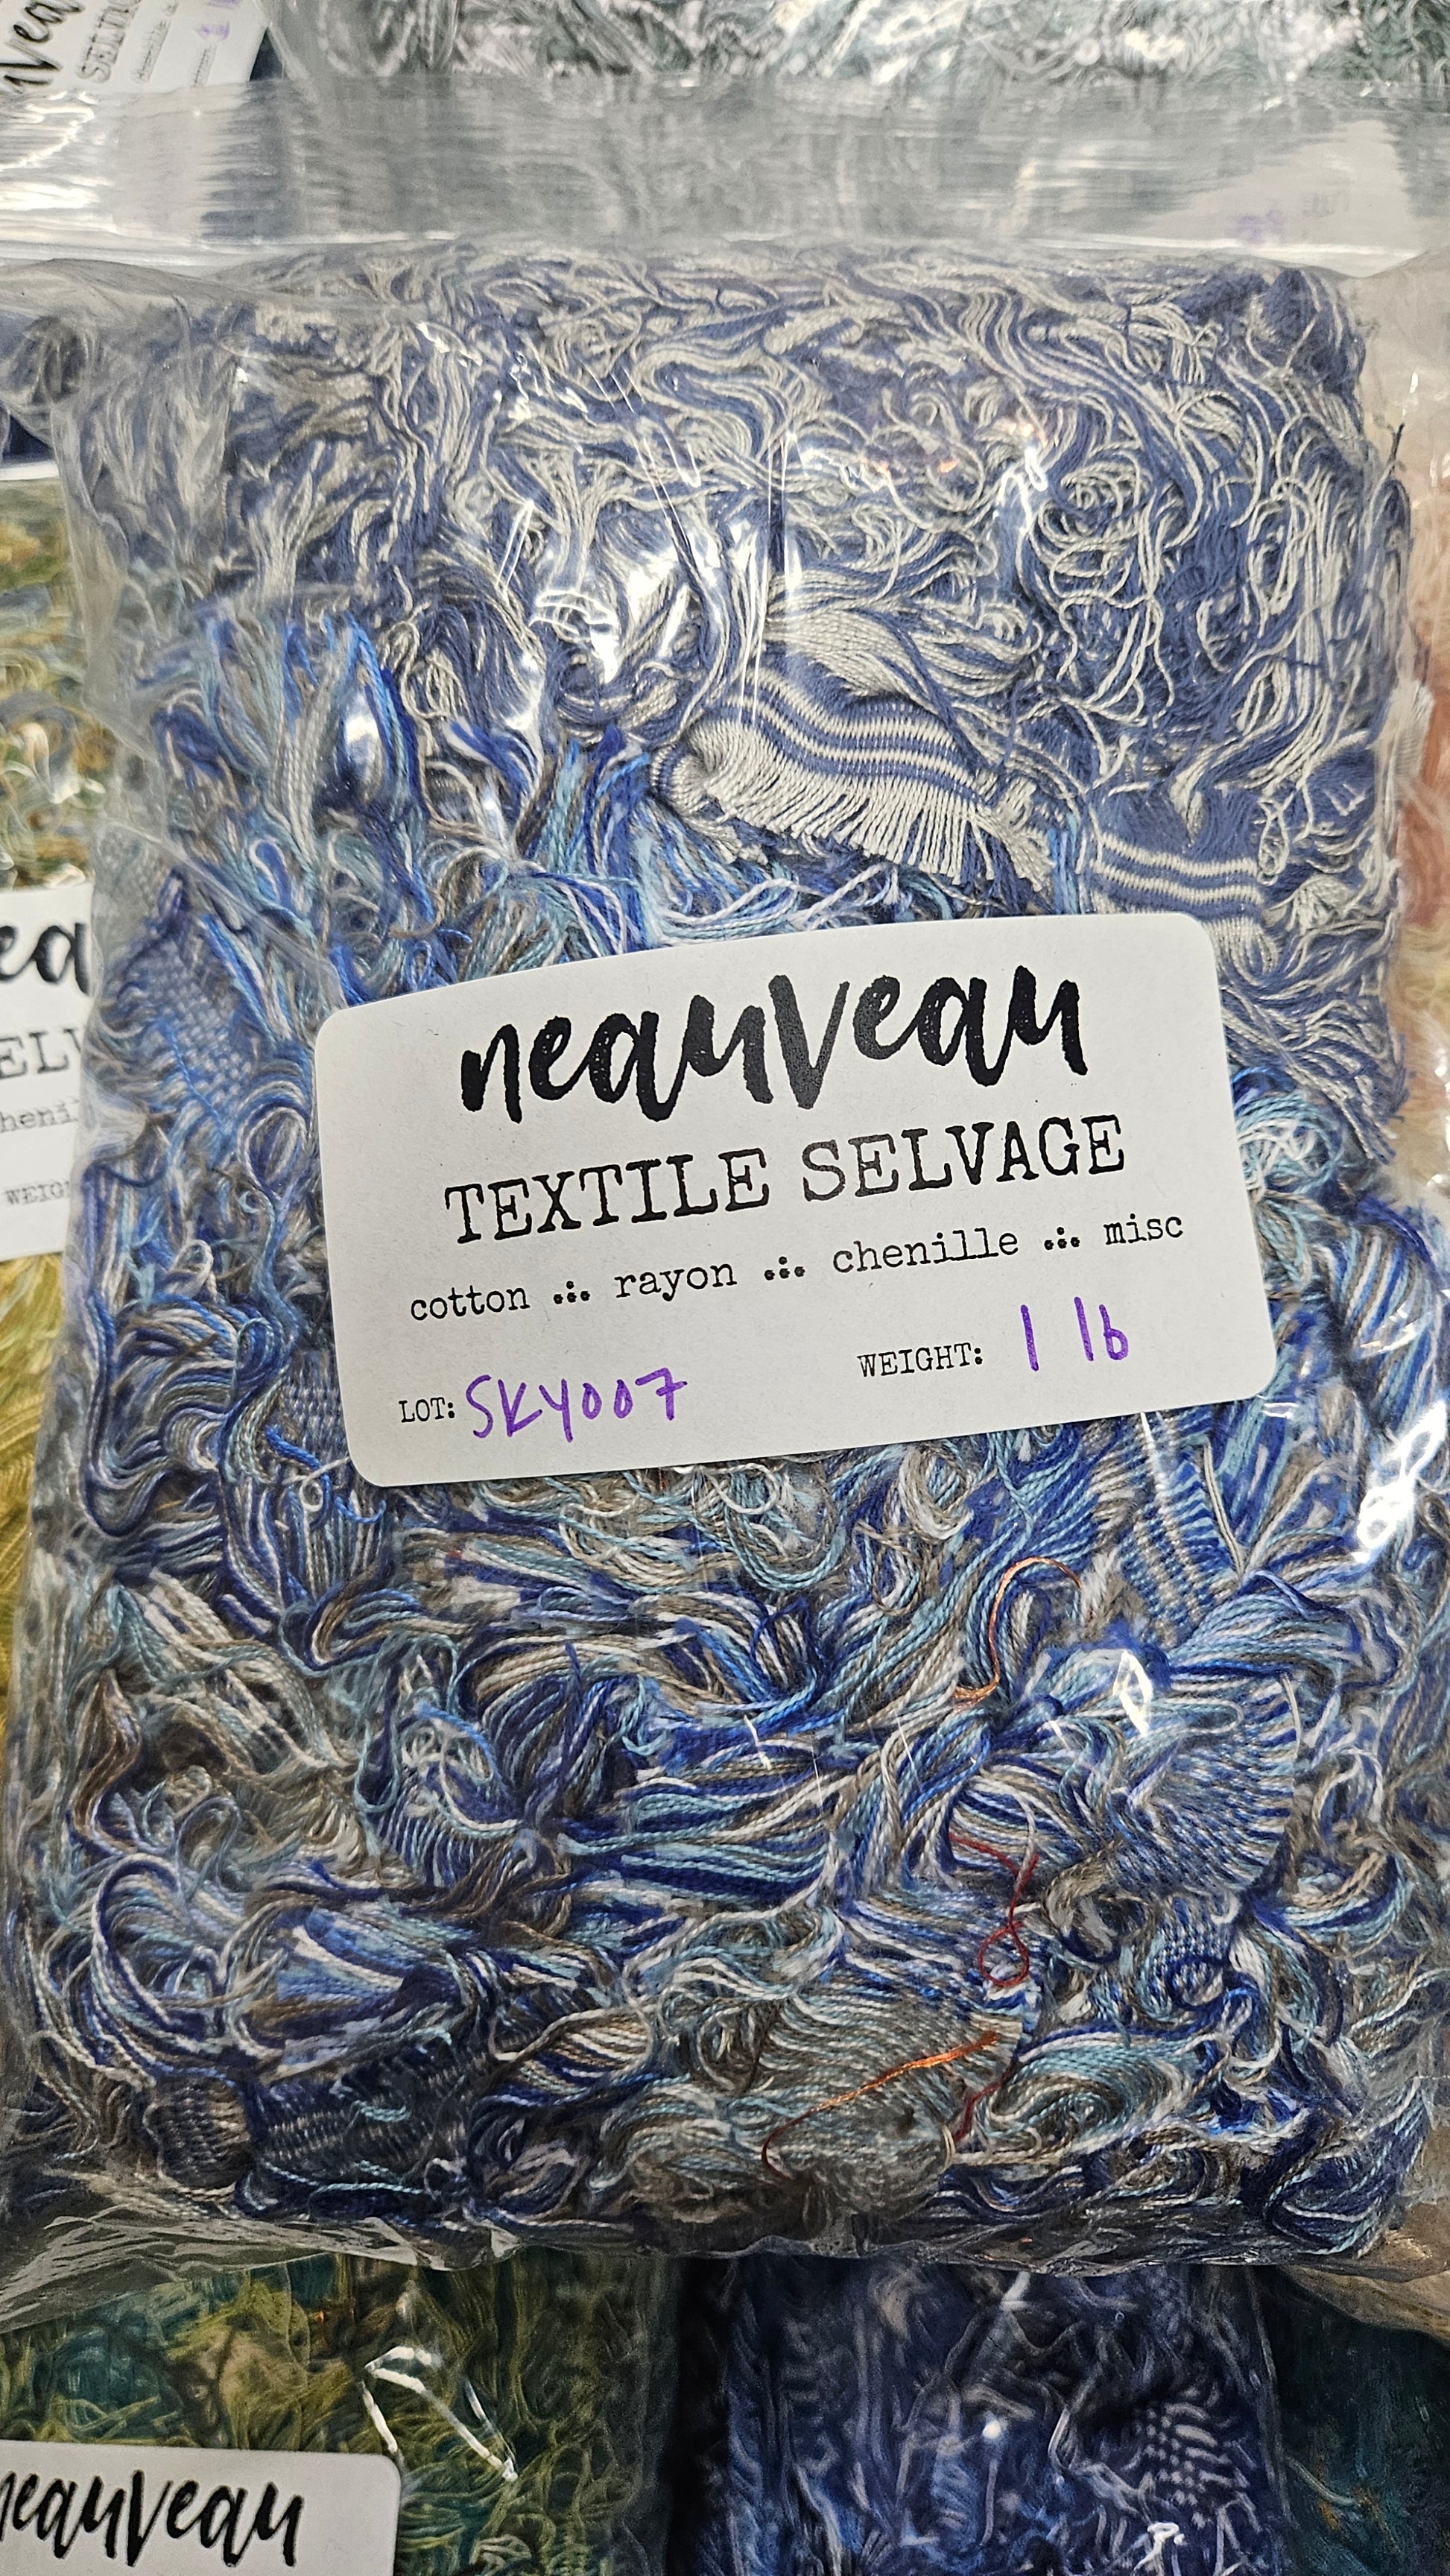 neauveau
TEXTILE SELVAGE
cotton ∴ rayon ∴ chenille ∴ misc
LOT: SKY007 WEIGHT: 1 lb
neauveau